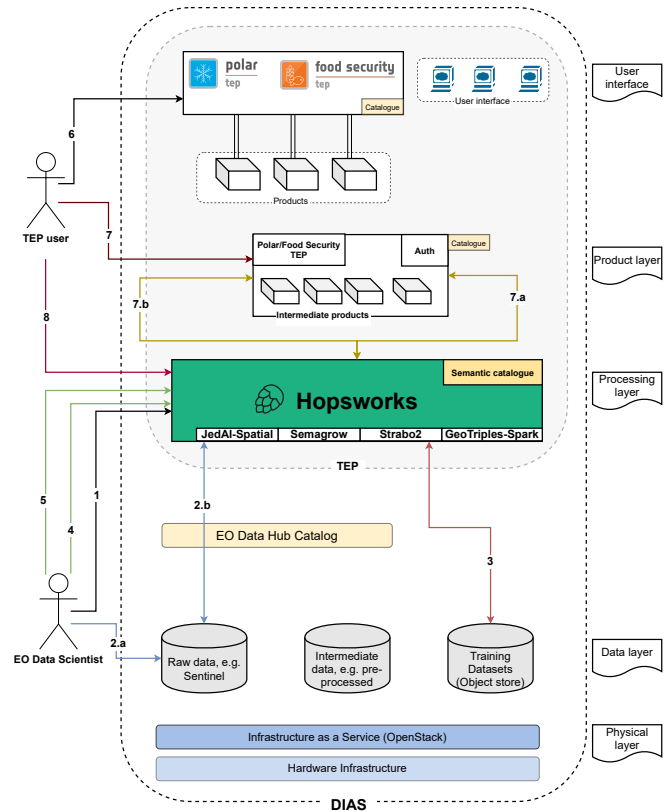 polar
tep
food security
tep
Catalogue
User interface
User
interface
6
Products
TEP user
7
Polar/Food Security
TEP
Auth
Catalogue
Product layer
Intermediate products
7.b
7.a
8
Semantic catalogue
Hopsworks
Processing
layer
JedAI-Spatial
Semagrow
Strabo2
GeoTriples-Spark
TEP
5
4
1
2.b
EO Data Hub Catalog
3
EO Data Scientist
2.a
Raw data, e.g.
Sentinel
Intermediate
data, e.g. pre-
processed
Training
Datasets
(Object store)
Data layer
Infrastructure as a Service (OpenStack)
Physical
layer
Hardware Infrastructure
DIAS